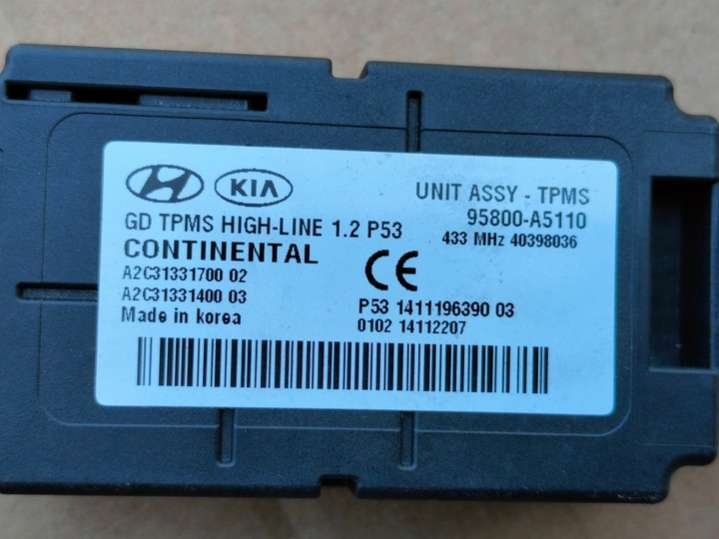 KIA
UNIT ASSY - TPMS
GD TPMS HIGH-LINE 1.2 P53
95800-A5110
CONTINENTAL
433 MHz 40398036
A2C31331700 02
CE
A2C31331400 03
P53 1411196390 03
Made in korea
0102 14112207